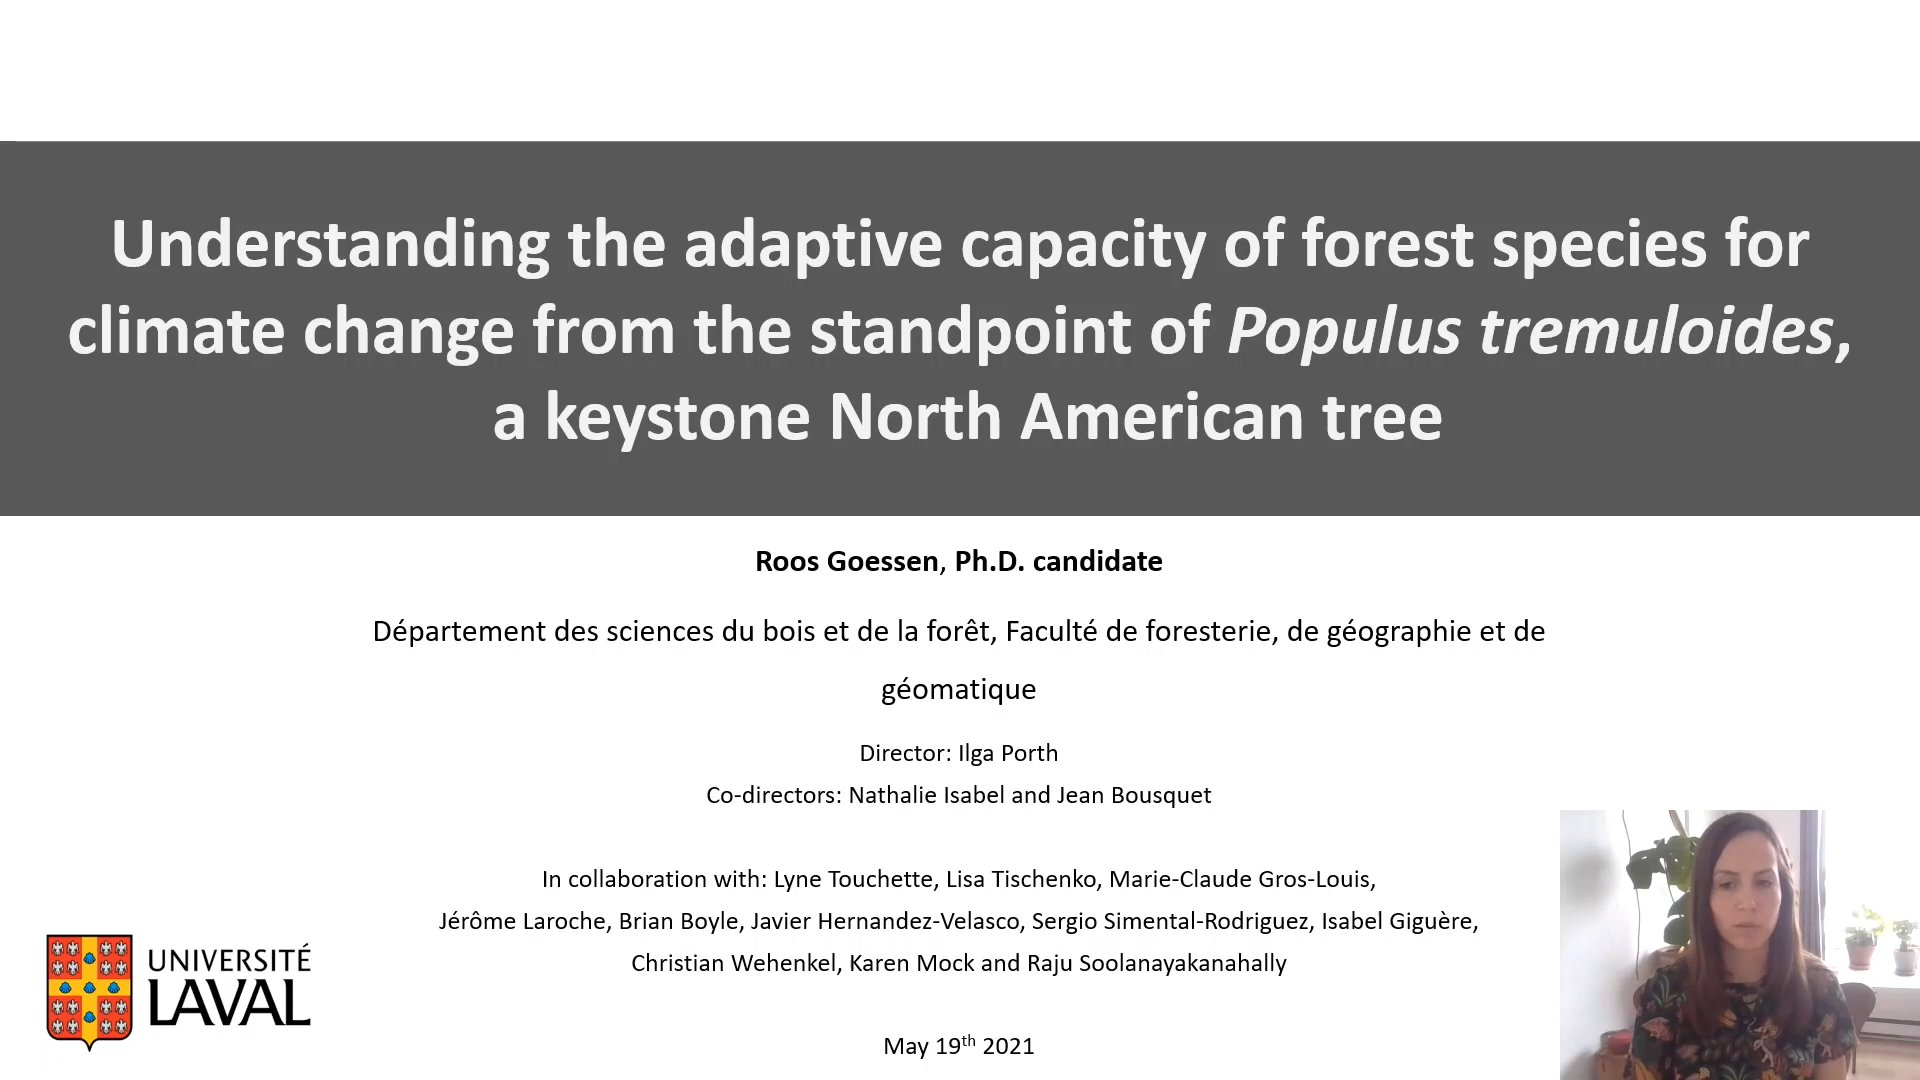 Understanding the adaptive capacity of forest species for
climate change from the standpoint of Populus tremuloides,
a keystone North American tree
Roos Goessen, Ph.D. candidate
Département des sciences du bois et de la forêt, Faculté de foresterie, de géographie et de
géomatique
Director: Ilga Porth
Co-directors: Nathalie Isabel and Jean Bousquet
In collaboration with: Lyne Touchette, Lisa Tischenko, Marie-Claude Gros-Louis,
Jérôme Laroche, Brian Boyle, Javier Hernandez-Velasco, Sergio Simental-Rodriguez, Isabel Giguère,
Christian Wehenkel, Karen Mock and Raju Soolanayakanahally
UNIVERSITÉ
LAVAL
May 19th 2021